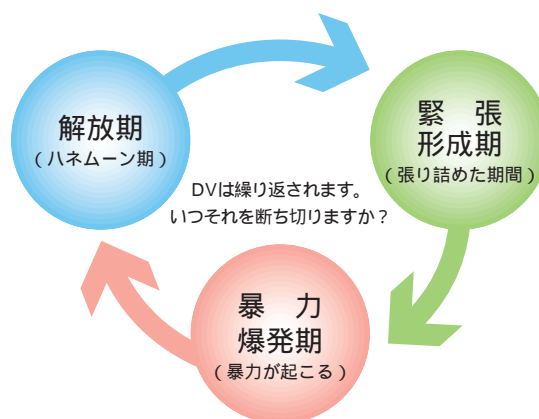 解放期
(ハネムーン期)
緊 張
形成期
(張り詰めた期間)
DVは繰り返されます。
いつそれを断ち切りますか?
暴 力
爆発期
(暴力が起こる)